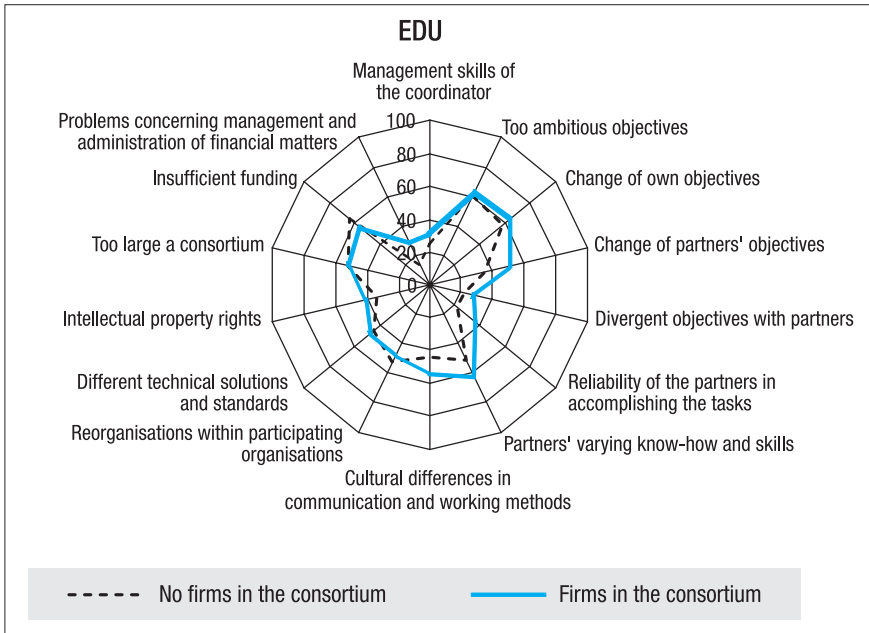 EDU
Management skills of
the coordinator
Problems concerning management and
administration of financial matters
Too ambitious objectives
Insufficient funding
Change of own objectives
Too large a consortium
Change of partners' objectives
Intellectual property rights
Divergent objectives with partners
Different technical solutions
and standards
Reliability of the partners in
accomplishing the tasks
Reorganisations within participating
organisations
Partners' varying know-how and skills
Cultural differences in
communication and working methods
100
80
60
40
20
0
No firms in the consortium
Firms in the consortium